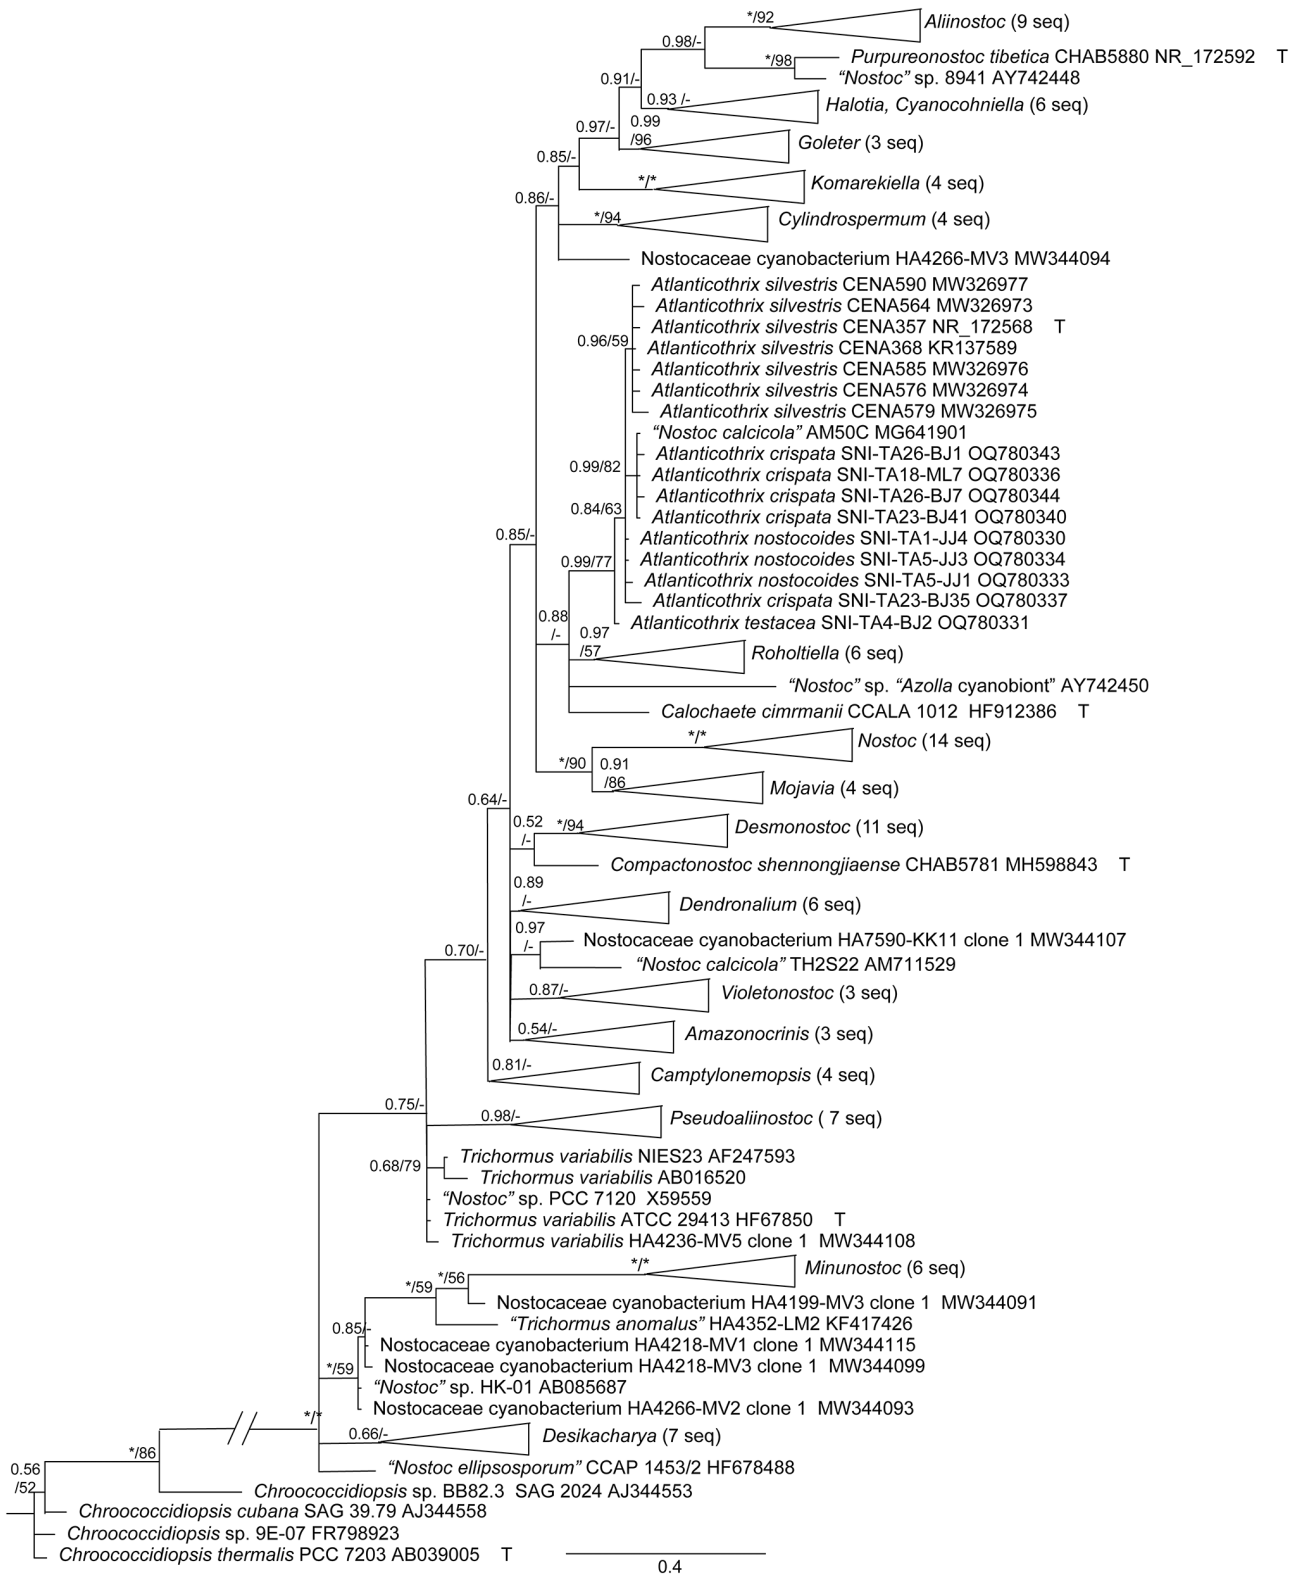 */92
Aliinostoc (9 seq)
0.98/-
Purpureonostoc tibetica CHAB5880 NR_172592 T
*/98
“Nostoc” sp. 8941 AY742448
0.91/-
0.93 /-
Halotia, Cyanocohniella (6 seq)
0.99
/96
0.97/-
Goleter (3 seq)
0.85/-
*/*
Komarekiella (4 seq)
0.86/-
*/94
Cylindrospermum (4 seq)
Nostocaceae cyanobacterium HA4266-MV3 MW344094
Atlanticothrix silvestris CENA590 MW326977
Atlanticothrix silvestris CENA564 MW326973
Atlanticothrix silvestris CENA357 NR_172568 T
0.96/59
Atlanticothrix silvestris CENA368 KR137589
Atlanticothrix silvestris CENA585 MW326976
Atlanticothrix silvestris CENA576 MW326974
Atlanticothrix silvestris CENA579 MW326975
“Nostoc calcicola” AM50C MG641901
Atlanticothrix crispata SNI-TA26-BJ1 OQ780343
0.99/82
Atlanticothrix crispata SNI-TA18-ML7 OQ780336
Atlanticothrix crispata SNI-TA26-BJ7 OQ780344
0.84/63
Atlanticothrix crispata SNI-TA23-BJ41 OQ780340
Atlanticothrix nostocoides SNI-TA1-JJ4 OQ780330
0.85/-
Atlanticothrix nostocoides SNI-TA5-JJ3 OQ780334
0.99/77
Atlanticothrix nostocoides SNI-TA5-JJ1 OQ780333
Atlanticothrix crispata SNI-TA23-BJ35 OQ780337
Atlanticothrix testacea SNI-TA4-BJ2 OQ780331
0.88
/-
0.97
/57
Roholtiella (6 seq)
“Nostoc” sp. “Azolla cyanobiont” AY742450
Calochaete cimrmanii CCALA 1012 HF912386 T
*/*
Nostoc (14 seq)
*/90
0.91
/86
Mojavia (4 seq)
0.64/-
0.52
/-
*/94
Desmonostoc (11 seq)
Compactonostoc shennongjiaense CHAB5781 MH598843 T
0.89
/-
Dendronalium (6 seq)
0.97
/-
Nostocaceae cyanobacterium HA7590-KK11 clone 1 MW344107
0.70/-
“Nostoc calcicola” TH2S22 AM711529
0.87/-
Violetonostoc (3 seq)
0.54/-
Amazonocrinis (3 seq)
0.81/-
Camptylonemopsis (4 seq)
0.75/-
0.98/-
Pseudoaliinostoc ( 7 seq)
Trichormus variabilis NIES23 AF247593
0.68/79
Trichormus variabilis AB016520
“Nostoc” sp. PCC 7120 X59559
Trichormus variabilis ATCC 29413 HF67850 T
Trichormus variabilis HA4236-MV5 clone 1 MW344108
*/*
Minunostoc (6 seq)
*/56
*/59
Nostocaceae cyanobacterium HA4199-MV3 clone 1 MW344091
“Trichormus anomalus” HA4352-LM2 KF417426
0.85/-
Nostocaceae cyanobacterium HA4218-MV1 clone 1 MW344115
Nostocaceae cyanobacterium HA4218-MV3 clone 1 MW344099
*/59
“Nostoc” sp. HK-01 AB085687
Nostocaceae cyanobacterium HA4266-MV2 clone 1 MW344093
*/*
0.66/-
Desikacharya (7 seq)
*/86
“Nostoc ellipsosporum” CCAP 1453/2 HF678488
0.56
/52
Chroococcidiopsis sp. BB82.3 SAG 2024 AJ344553
Chroococcidiopsis cubana SAG 39.79 AJ344558
Chroococcidiopsis sp. 9E-07 FR798923
Chroococcidiopsis thermalis PCC 7203 AB039005 T
0.4